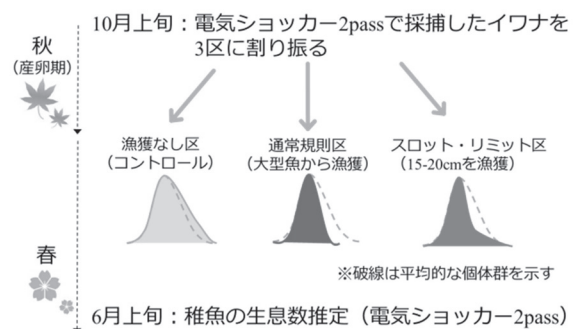 10月上旬：電気ショッカー2passで採捕したイワナを
3区に割り振る
秋
(産卵期)
漁獲なし区
(コントロール)
通常規則区
(大型魚から漁獲)
スロット・リミット区
(15-20cmを漁獲)
春
※破線は平均的な個体群を示す
6月上旬：稚魚の生息数推定（電気ショッカー2pass）